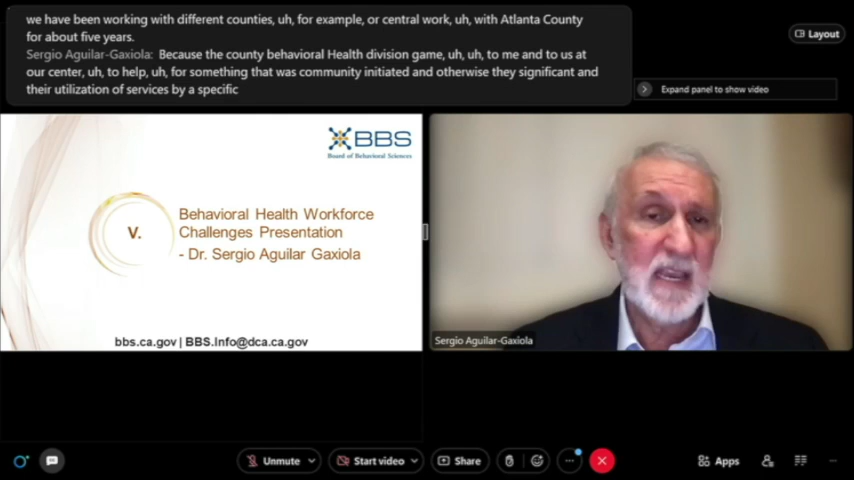 we have been working with different counties, uh, for example, or central work, uh, with Atlanta County
for about five years.
Sergio Aguilar-Gaxiola: Because the county behavioral Health division game, uh, uh, to me and to us at
our center, uh, to help, uh, for something that was community initiated and otherwise they significant and
their utilization of services by a specific
Layout
Expand panel to show video
BBS
Board of Behavioral Sciences
V.
Behavioral Health Workforce
Challenges Presentation
- Dr. Sergio Aguilar Gaxiola
bbs.ca.gov | BBS.Info@dca.ca.gov
Sergio Aguilar-Gaxiola
Unmute
Start video
Share
Apps